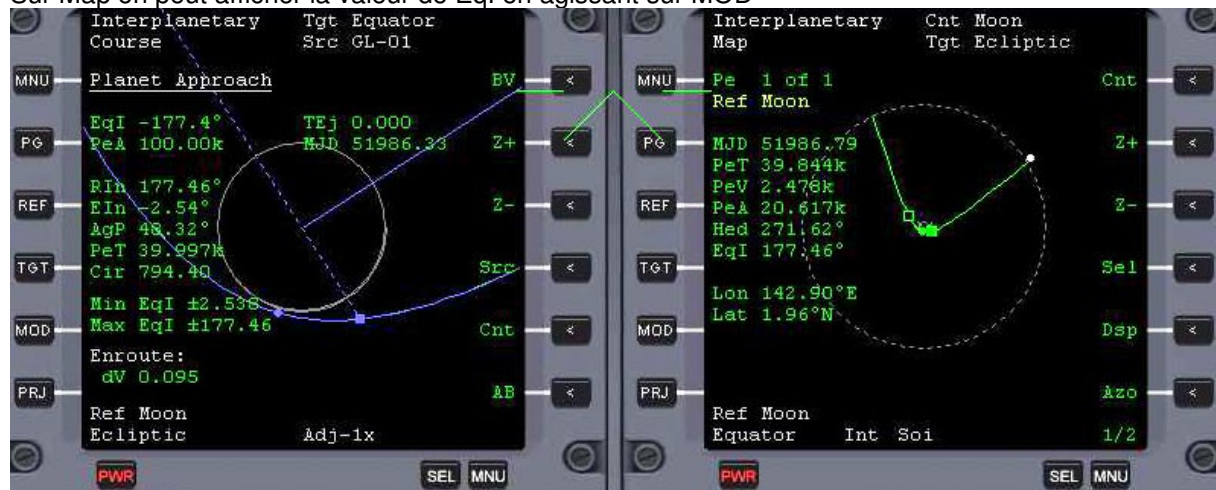 Sur Map on peut afficher la valeur de EqI en agissant sur MOD
Interplanetary Tgt Equator
Course Src GL-01
Planet Approach
EqI -177.4° TEj 0.000
PeA 100.00k MJD 51986.33
RIn 177.46°
EIn -2.54°
AgP 48.32°
PeT 39.997k
Cir 794.40
Min EqI ±2.538
Max EqI ±177.46
Enroute:
dV 0.095
Ref Moon
Ecliptic Adj-1x
MNU
PG
REF
TGT
MOD
PRJ
BV <
Z+ <
Z- <
Src <
Cnt <
AB <
PWR SEL MNU
Interplanetary Cnt Moon
Map Tgt Ecliptic
Pe 1 of 1
Ref Moon
MJD 51986.79
PeT 39.844k
PeV 2.478k
PeA 20.617k
Hed 271.62°
EqI 177.46°
Lon 142.90°E
Lat 1.96°N
Ref Moon
Equator Int Soi 1/2
MNU
PG
REF
TGT
MOD
PRJ
Cnt <
Z+ <
Z- <
Sel <
Dsp <
Azo <
PWR SEL MNU